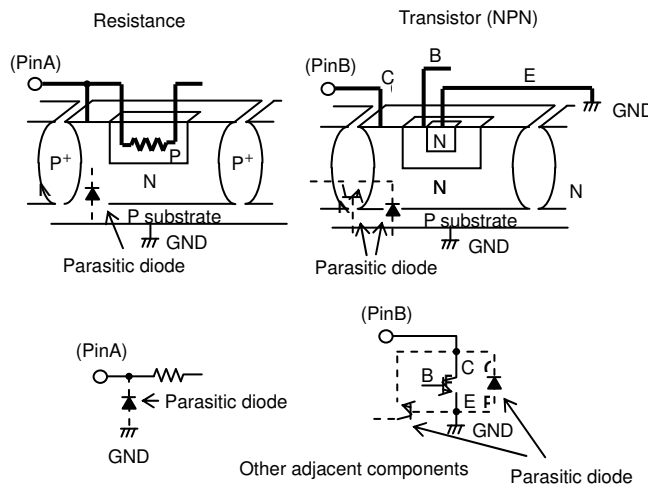 Resistance
Transistor (NPN)
(PinA)
P+
P
P+
N
P substrate
GND
Parasitic diode
(PinB)
C
B
E
GND
N
N
N
P substrate
GND
Parasitic diode
(PinA)
Parasitic diode
GND
(PinB)
B
C
E
GND
Other adjacent components
Parasitic diode